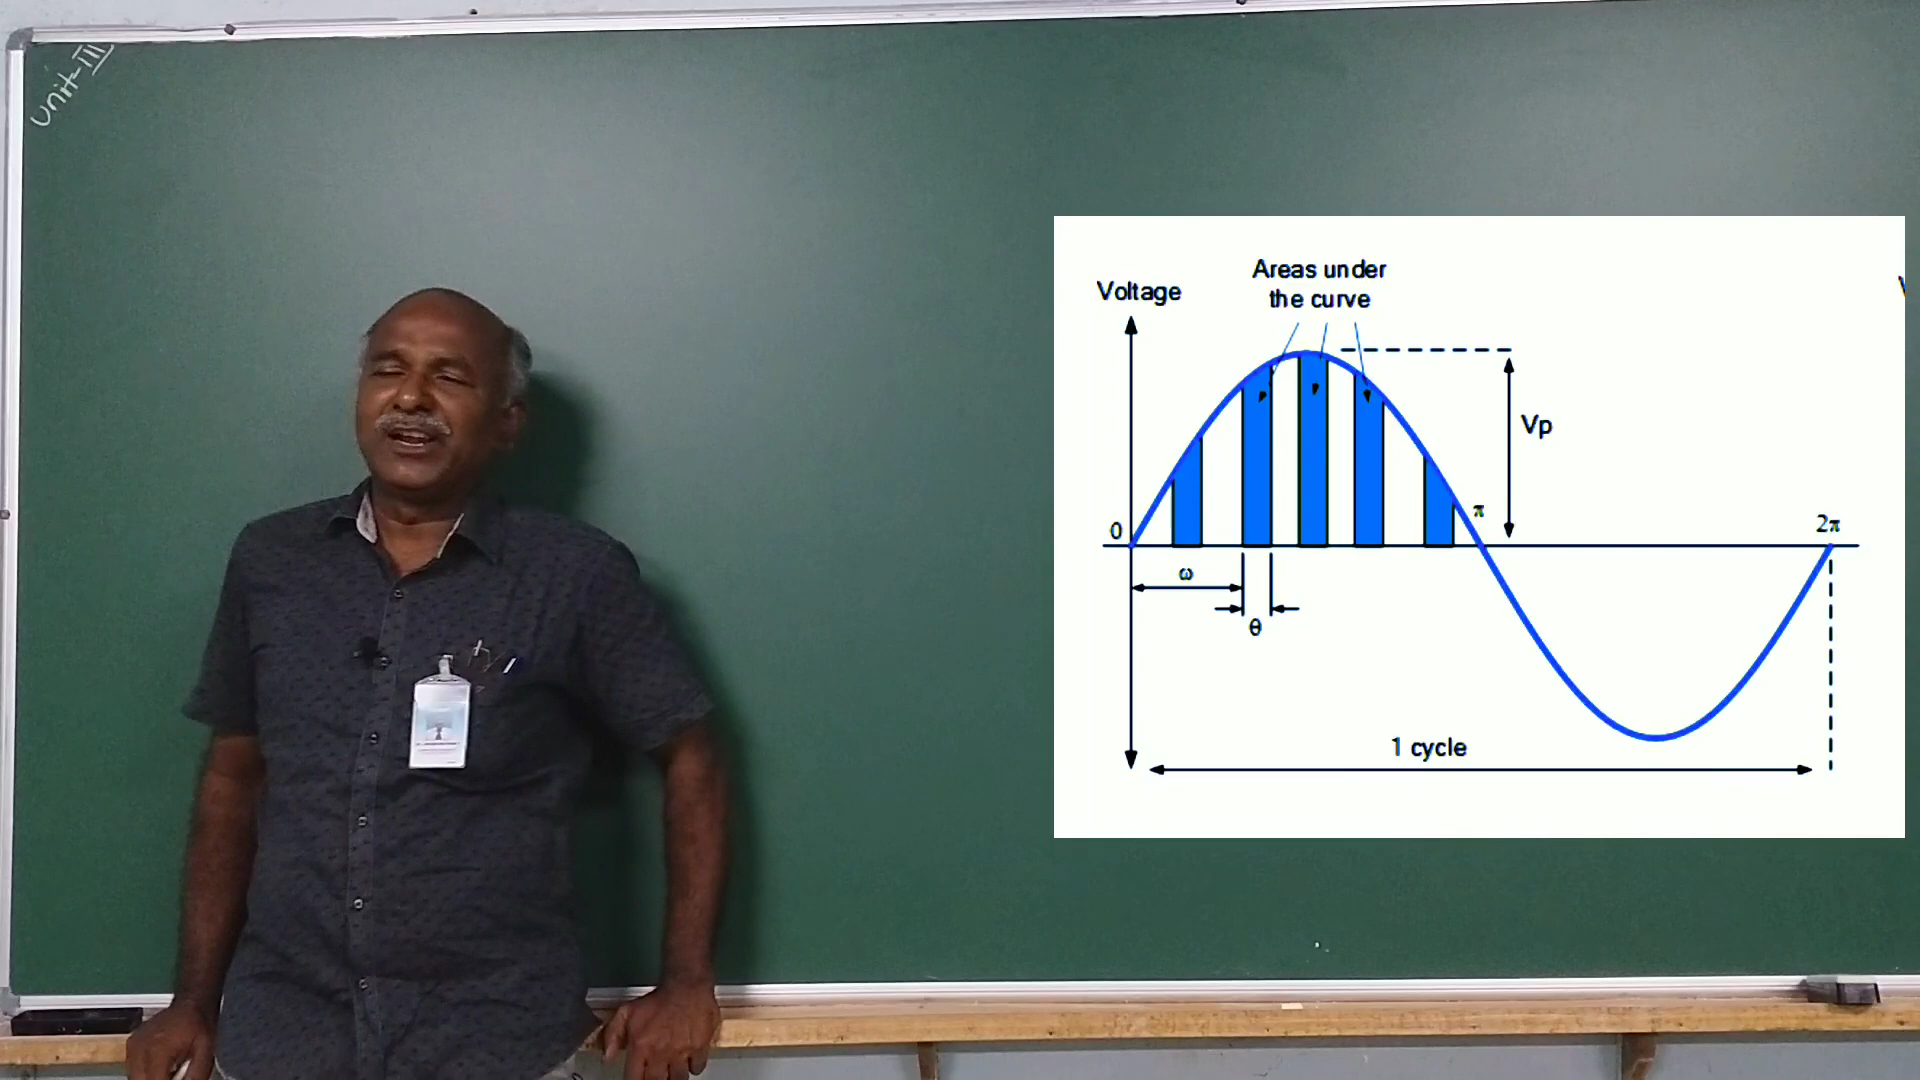 Unit-III
Areas under
the curve
Voltage
Vp
0
π
2π
ω
θ
1 cycle